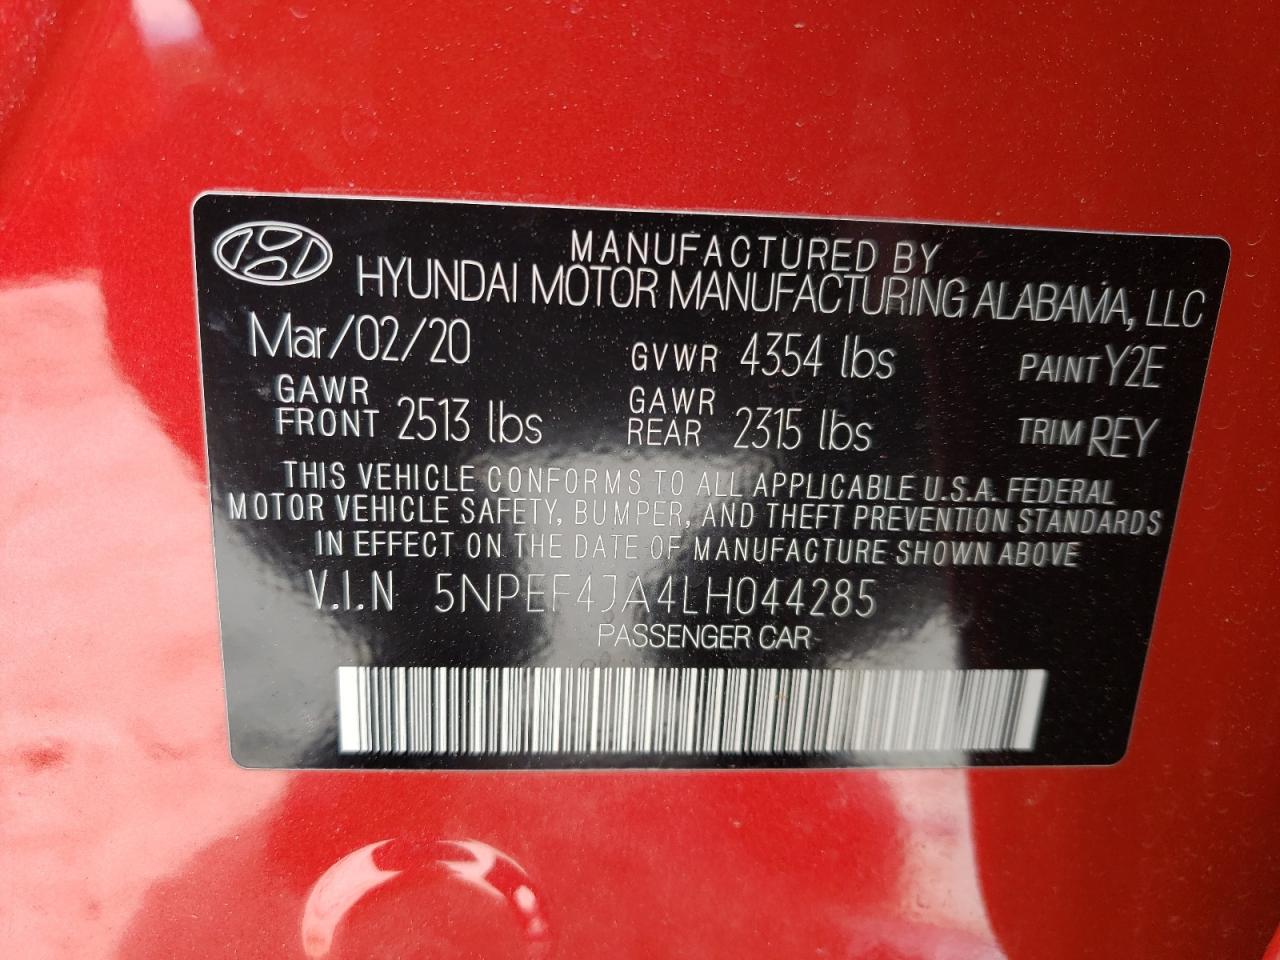 MANUFACTURED BY
HYUNDAI MOTOR MANUFACTURING ALABAMA, LLC
Mar/02/20 GVWR 4354 lbs PAINT Y2E
GAWR FRONT 2513 lbs GAWR REAR 2315 lbs TRIM REY
THIS VEHICLE CONFORMS TO ALL APPLICABLE U.S.A. FEDERAL
MOTOR VEHICLE SAFETY, BUMPER, AND THEFT PREVENTION STANDARDS
IN EFFECT ON THE DATE OF MANUFACTURE SHOWN ABOVE
V.I.N 5NPEF4JA4LH044285
PASSENGER CAR